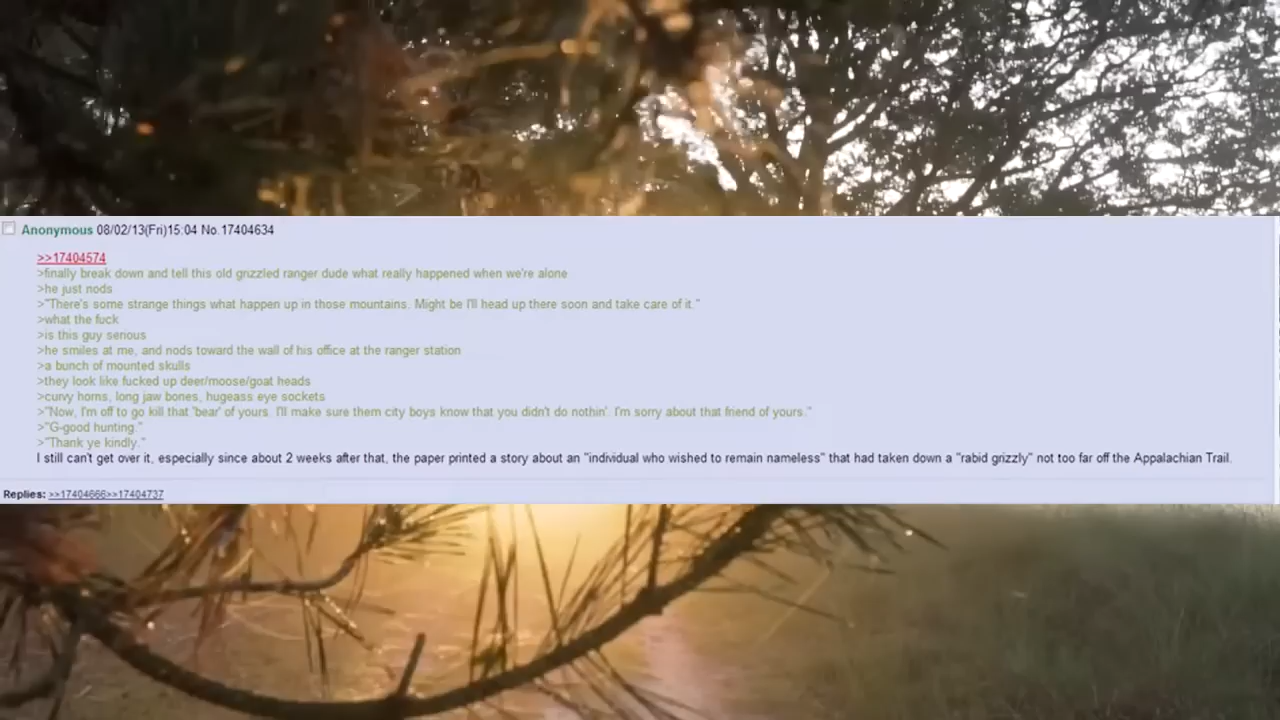 Anonymous 08/02/13(Fri)15:04 No.17404634
>>17404574
>finally break down and tell this old grizzled ranger dude what really happened when we're alone
>he just nods
>"There's some strange things what happen up in those mountains. Might be I'll head up there soon and take care of it."
>what the fuck
>is this guy serious
>he smiles at me, and nods toward the wall of his office at the ranger station
>a bunch of mounted skulls
>they look like fucked up deer/moose/goat heads
>curvy horns, long jaw bones, hugeass eye sockets
>"Now, I'm off to go kill that 'bear' of yours. I'll make sure them city boys know that you didn't do nothin'. I'm sorry about that friend of yours."
>"G-good hunting."
>"Thank ye kindly."
I still can't get over it, especially since about 2 weeks after that, the paper printed a story about an "individual who wished to remain nameless" that had taken down a "rabid grizzly" not too far off the Appalachian Trail.
Replies: >>17404666>>17404737